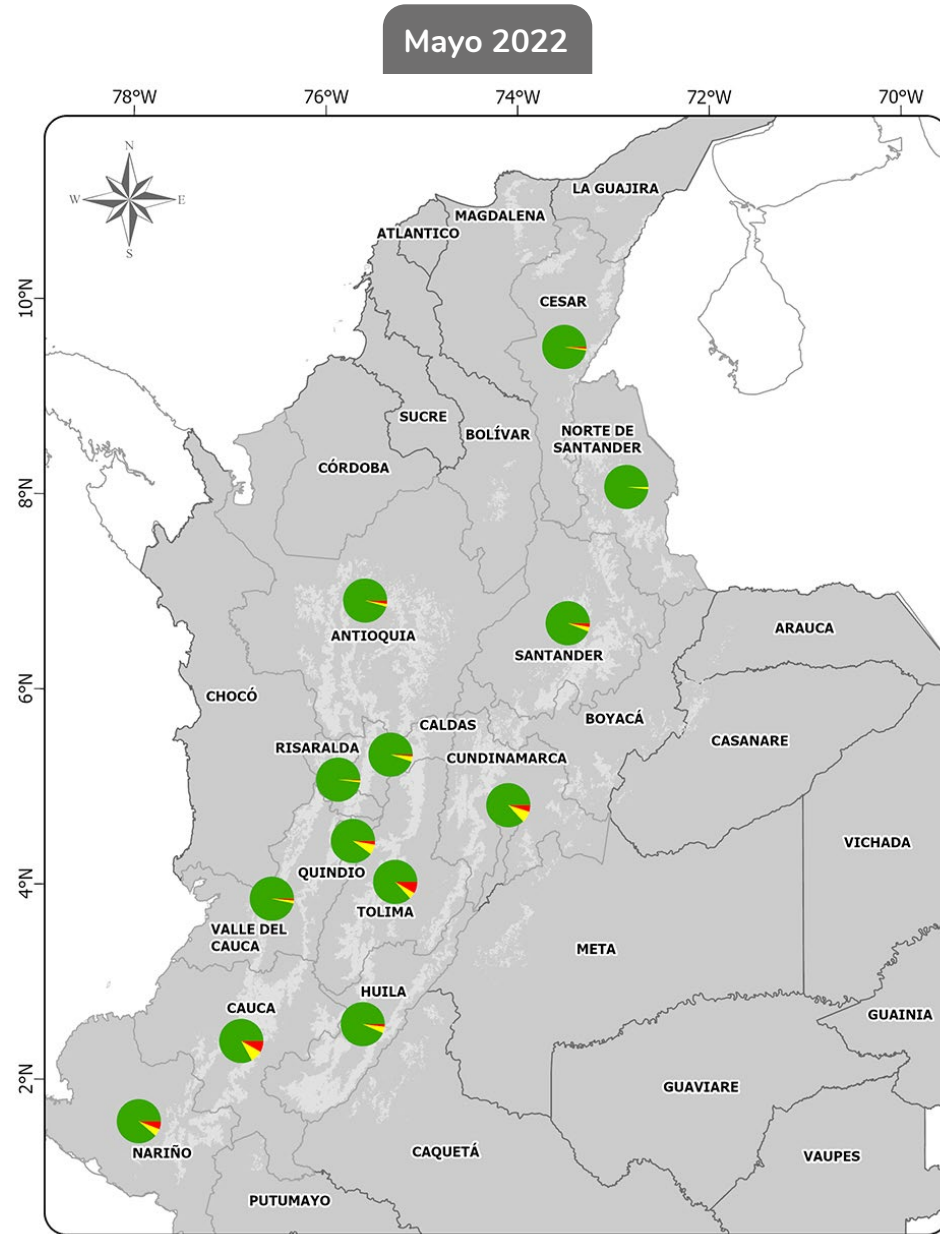 Mayo 2022
78°W
76°W
74°W
72°W
70°W
N
W
E
S
LA GUAJIRA
MAGDALENA
ATLANTICO
10°N
CESAR
SUCRE
BOLÍVAR
NORTE DE
SANTANDER
CÓRDOBA
8°N
ANTIOQUIA
ARAUCA
SANTANDER
6°N
CHOCÓ
BOYACÁ
CALDAS
CASANARE
RISARALDA
CUNDINAMARCA
VICHADA
QUINDIO
4°N
TOLIMA
VALLE DEL
CAUCA
META
HUILA
CAUCA
GUAINIA
2°N
GUAVIARE
NARIÑO
CAQUETÁ
VAUPES
PUTUMAYO